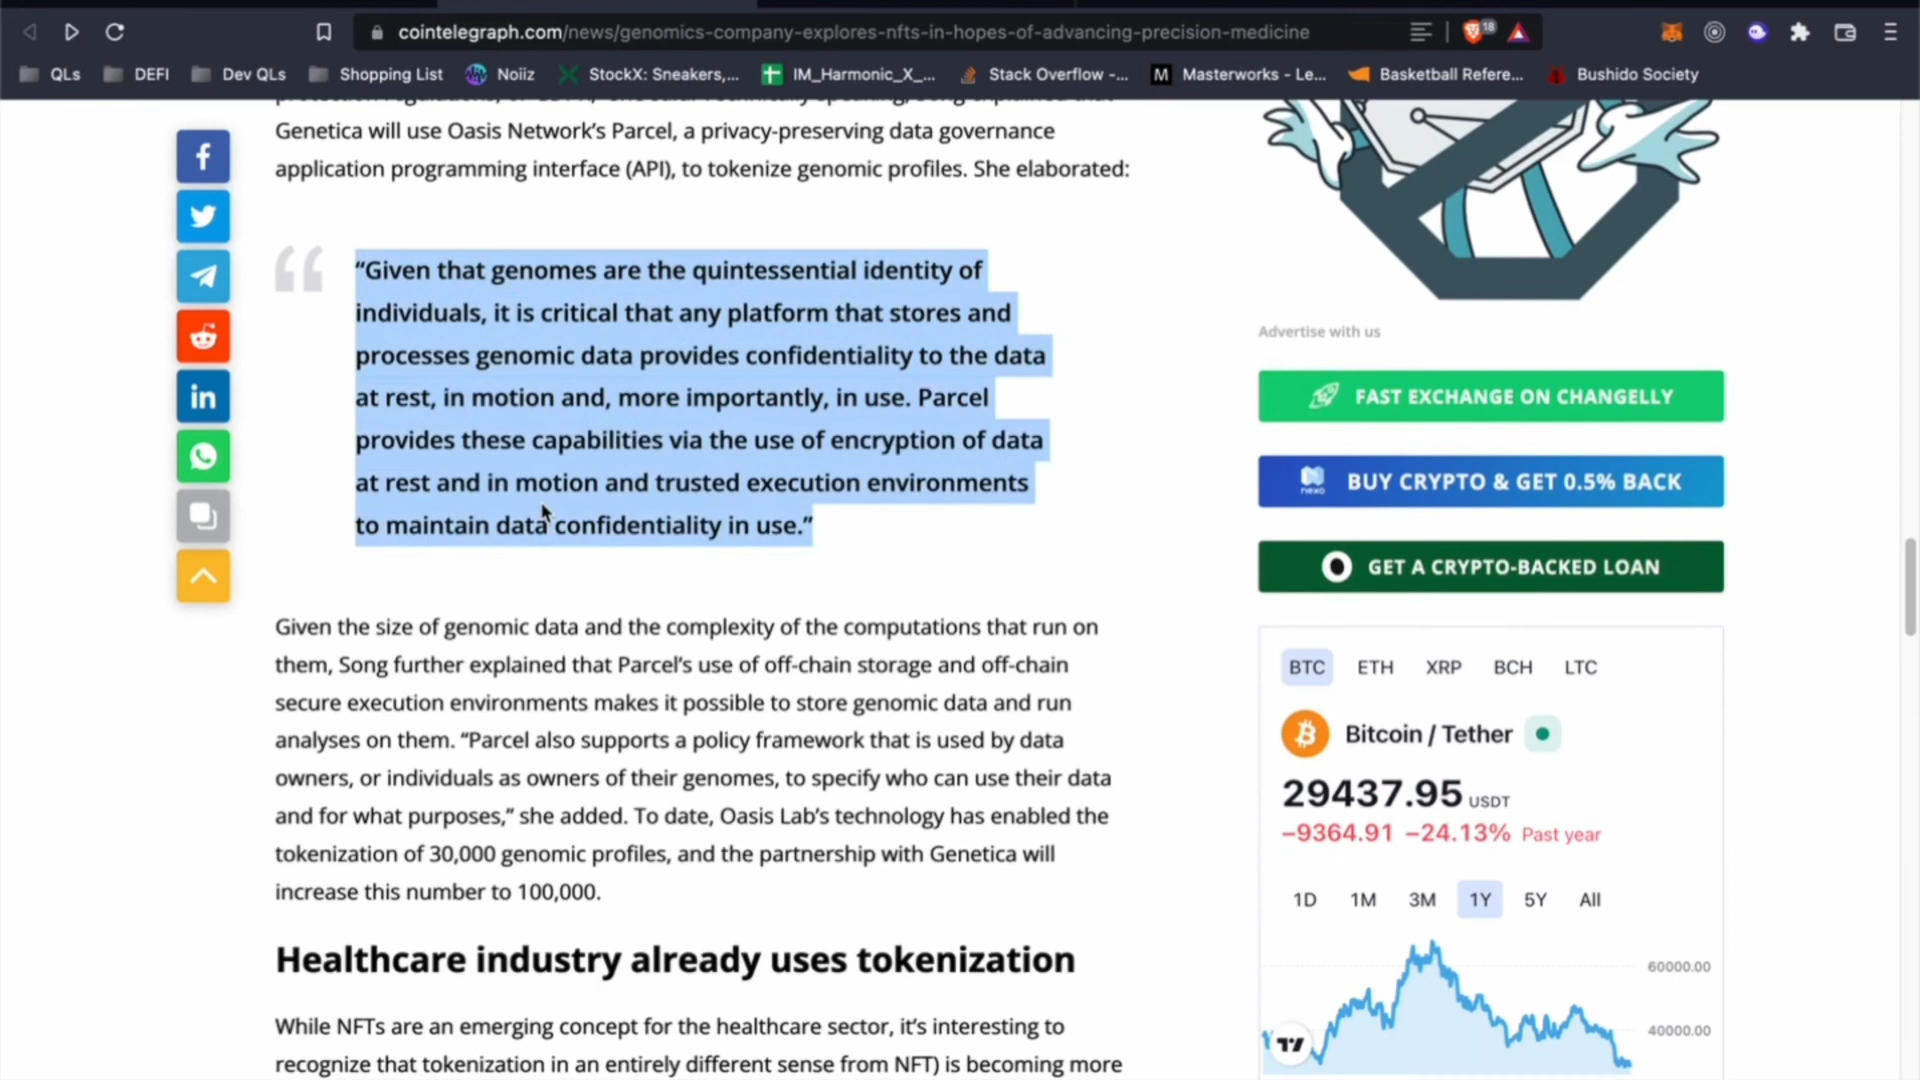 cointelegraph.com/news/genomics-company-explores-nfts-in-hopes-of-advancing-precision-medicine
18
QLs
DEFI
Dev QLs
Shopping List
Noiiz
StockX: Sneakers,...
IM_Harmonic_X_...
Stack Overflow -...
M
Masterworks - Le...
Basketball Refere...
Bushido Society
Genetica will use Oasis Network's Parcel, a privacy-preserving data governance
application programming interface (API), to tokenize genomic profiles. She elaborated:
“Given that genomes are the quintessential identity of
individuals, it is critical that any platform that stores and
processes genomic data provides confidentiality to the data
at rest, in motion and, more importantly, in use. Parcel
provides these capabilities via the use of encryption of data
at rest and in motion and trusted execution environments
to maintain data confidentiality in use.”
Given the size of genomic data and the complexity of the computations that run on
them, Song further explained that Parcel's use of off-chain storage and off-chain
secure execution environments makes it possible to store genomic data and run
analyses on them. “Parcel also supports a policy framework that is used by data
owners, or individuals as owners of their genomes, to specify who can use their data
and for what purposes,” she added. To date, Oasis Lab's technology has enabled the
tokenization of 30,000 genomic profiles, and the partnership with Genetica will
increase this number to 100,000.
Healthcare industry already uses tokenization
While NFTs are an emerging concept for the healthcare sector, it's interesting to
recognize that tokenization in an entirely different sense from NFT) is becoming more
Advertise with us
FAST EXCHANGE ON CHANGELLY
nexo
BUY CRYPTO & GET 0.5% BACK
GET A CRYPTO-BACKED LOAN
BTC ETH XRP BCH LTC
Bitcoin / Tether
29437.95 USDT
−9364.91 −24.13% Past year
1D 1M 3M 1Y 5Y All
60000.00
40000.00